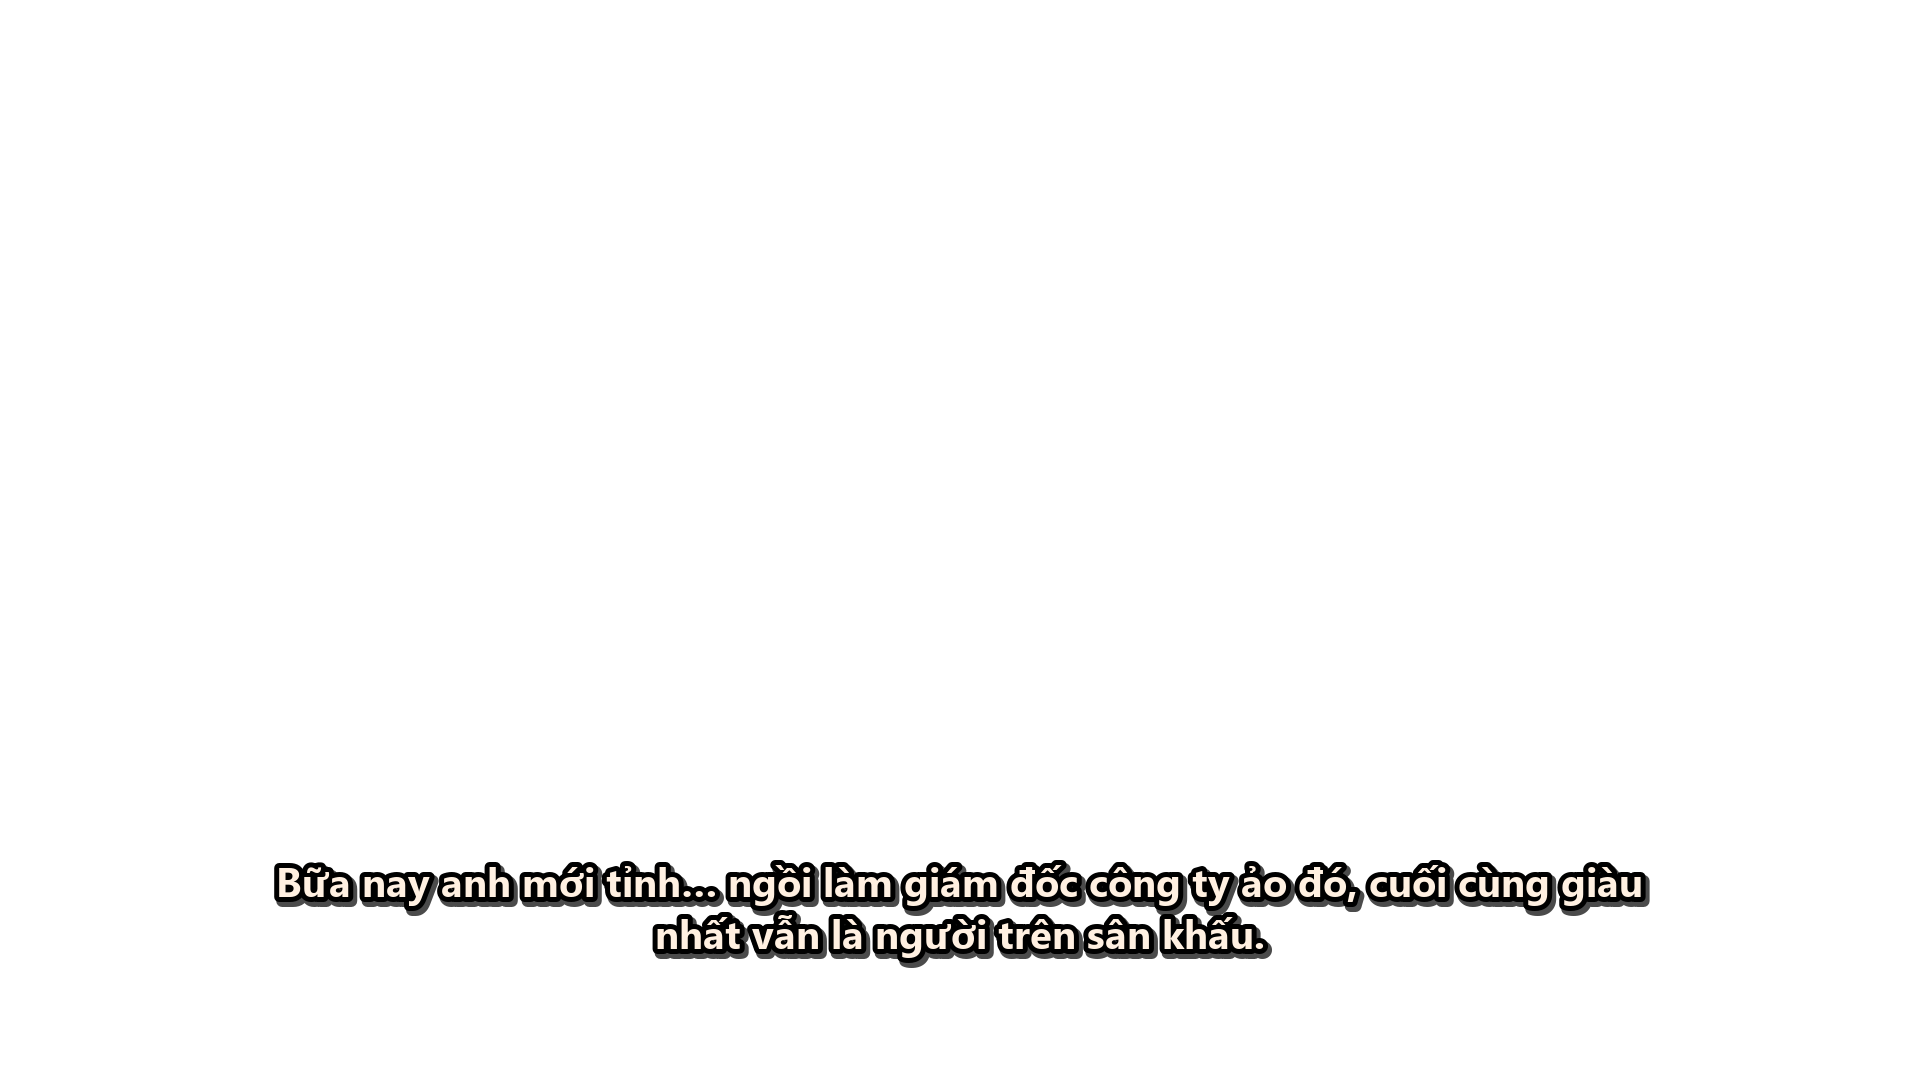 Bữa nay anh mới tỉnh... ngồi làm giám đốc công ty ảo đó, cuối cùng giàu
nhất vẫn là người trên sân khấu.